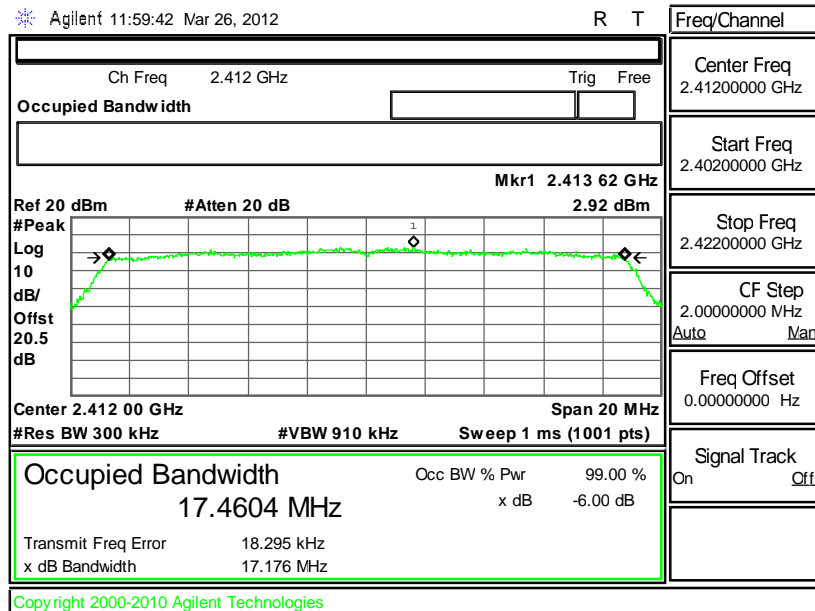 Agilent 11:59:42 Mar 26, 2012 R T
Freq/Channel
Ch Freq 2.412 GHz Trig Free
Occupied Bandwidth
Mkr1 2.413 62 GHz
Ref 20 dBm #Atten 20 dB 2.92 dBm
#Peak
Log
10
dB/
Offst
20.5
dB
1
Center 2.412 00 GHz Span 20 MHz
#Res BW 300 kHz #VBW 910 kHz Sweep 1 ms (1001 pts)
Occupied Bandwidth
17.4604 MHz
Occ BW % Pwr 99.00 %
x dB -6.00 dB
Transmit Freq Error 18.295 kHz
x dB Bandwidth 17.176 MHz
Center Freq
2.41200000 GHz
Start Freq
2.40200000 GHz
Stop Freq
2.42200000 GHz
CF Step
2.00000000 MHz
Auto Man
Freq Offset
0.00000000 Hz
Signal Track
On Off
Copyright 2000-2010 Agilent Technologies